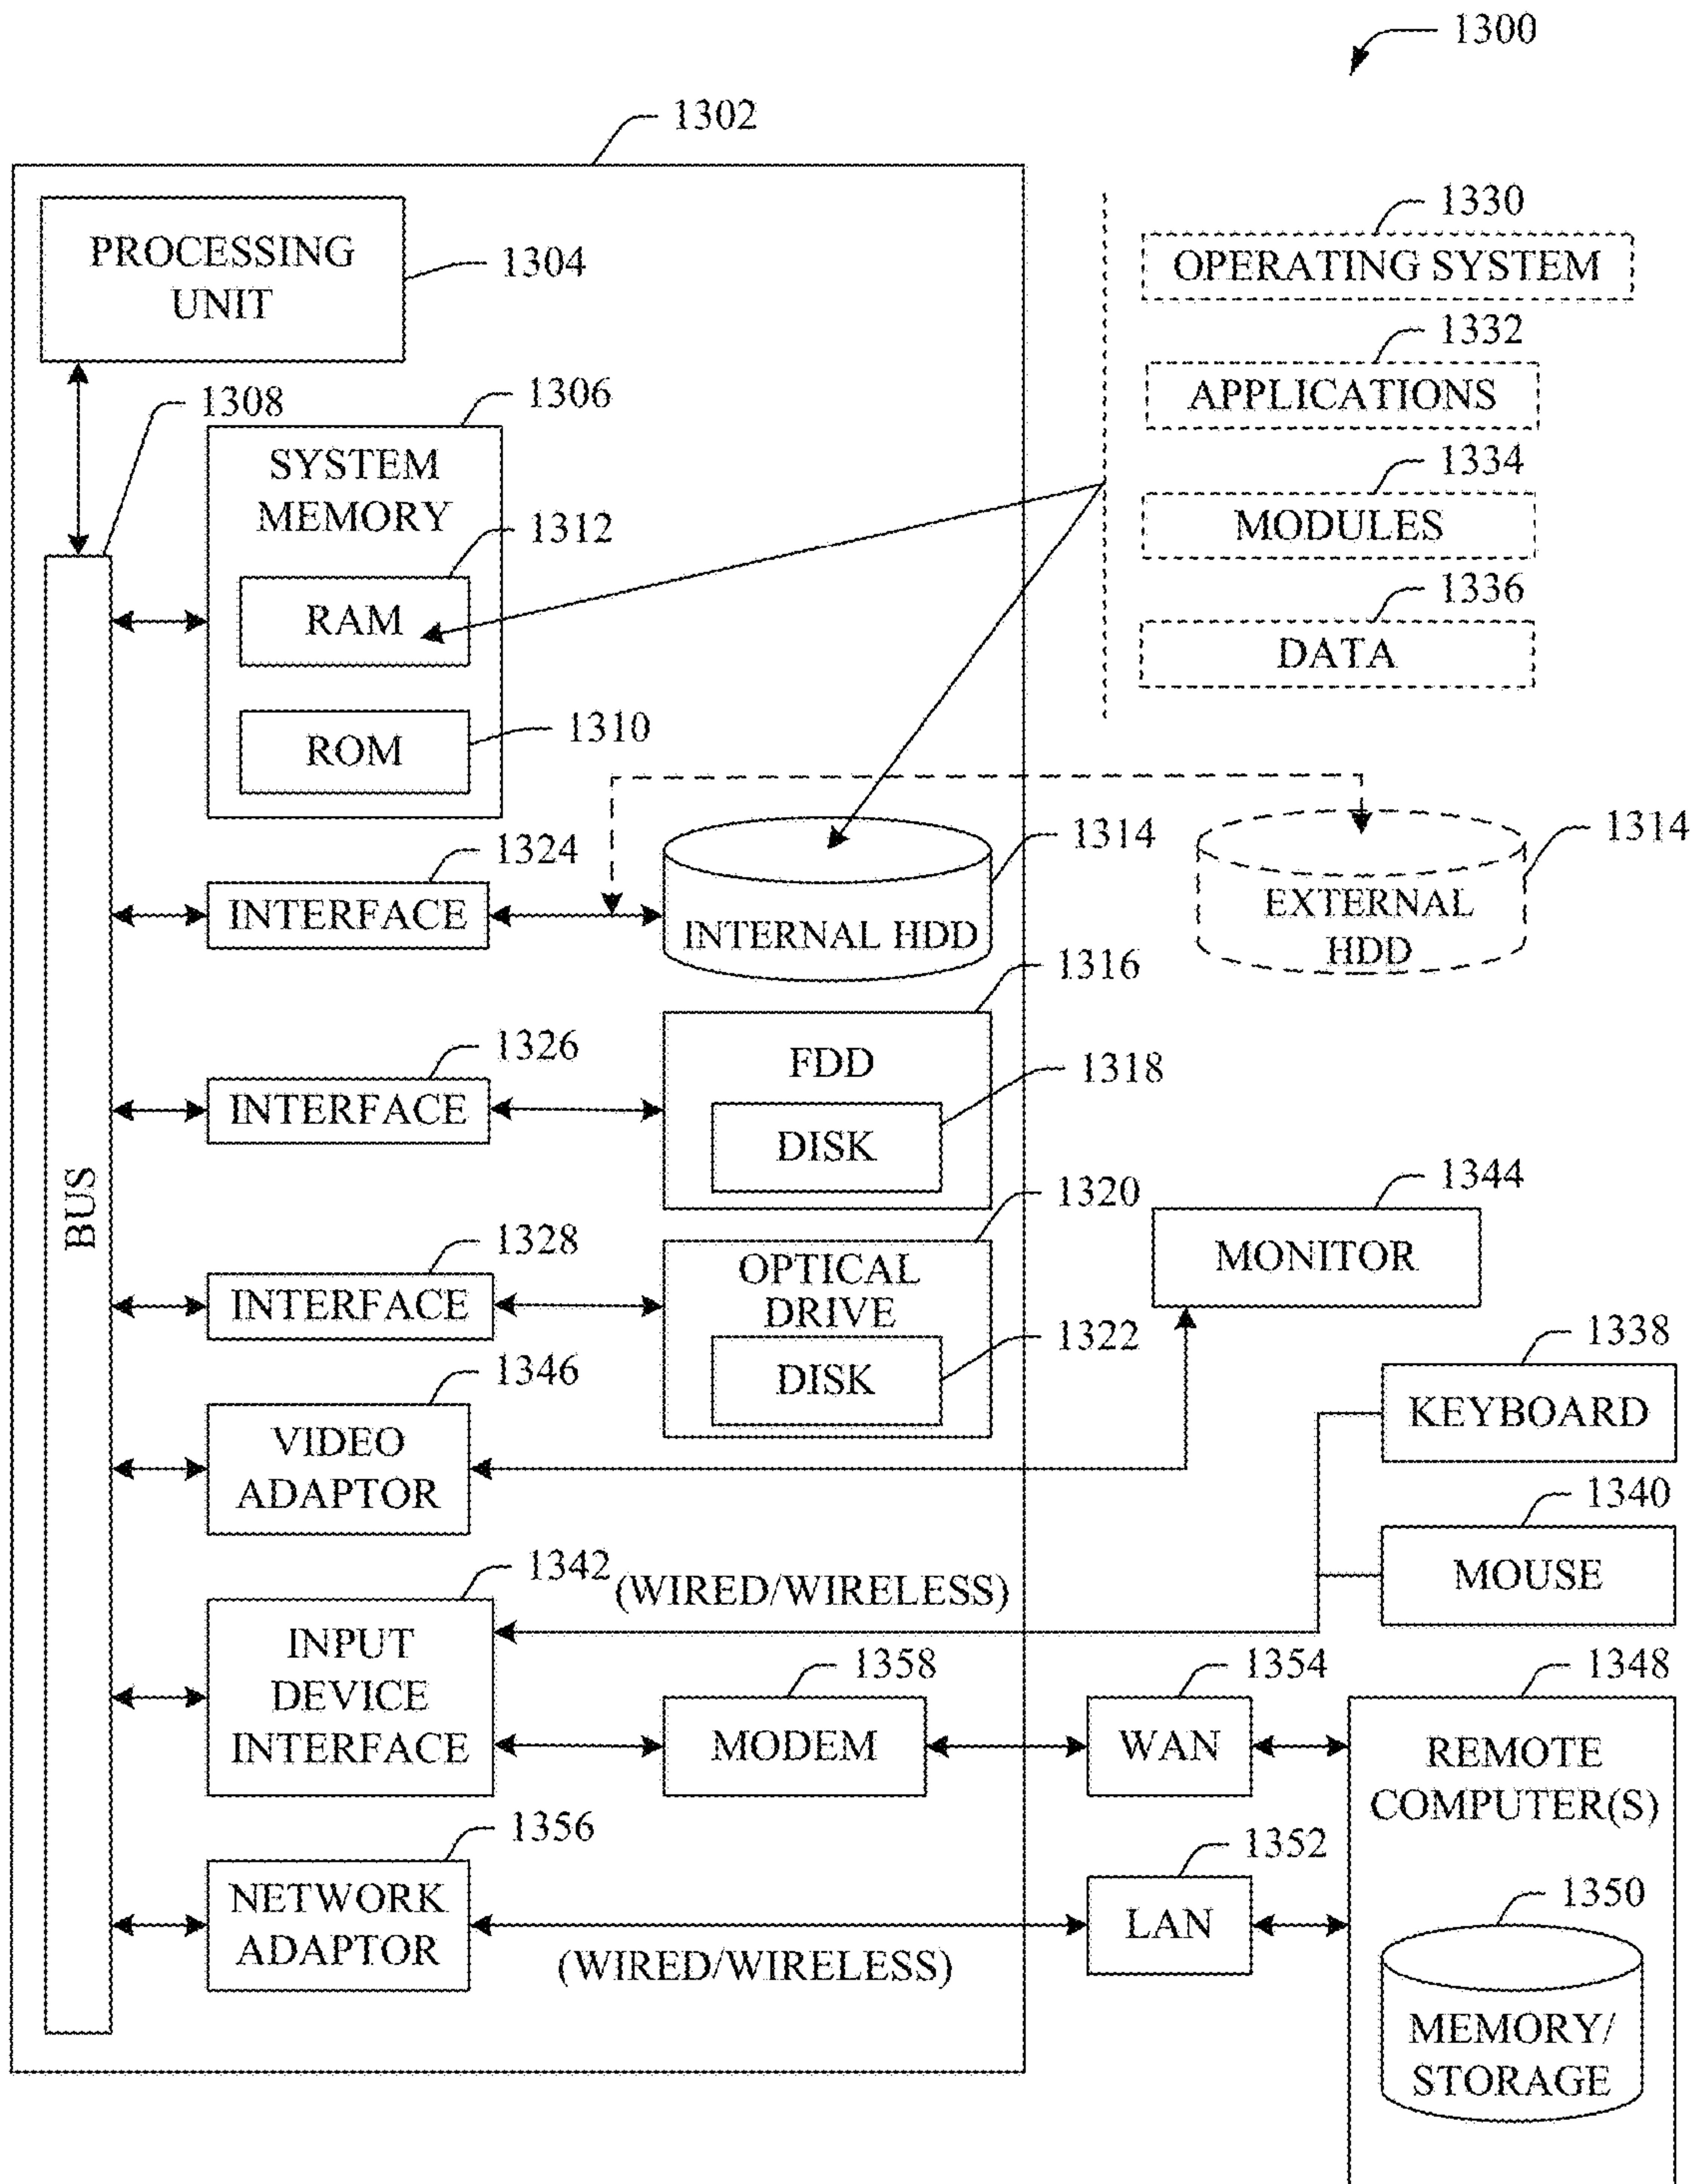 1300
1302
PROCESSING
UNIT
1304
1330
OPERATING SYSTEM
1332
APPLICATIONS
1334
MODULES
1336
DATA
1308
1306
SYSTEM
MEMORY
1312
RAM
1310
ROM
1324
INTERFACE
1314
INTERNAL HDD
1314
EXTERNAL
HDD
1316
1326
INTERFACE
FDD
1318
DISK
BUS
1320
1328
INTERFACE
OPTICAL
DRIVE
1322
DISK
1344
MONITOR
1338
KEYBOARD
1346
VIDEO
ADAPTOR
1340
MOUSE
1342
(WIRED/WIRELESS)
INPUT
DEVICE
INTERFACE
1358
MODEM
1354
WAN
1348
REMOTE
COMPUTER(S)
1356
NETWORK
ADAPTOR
(WIRED/WIRELESS)
1352
LAN
1350
MEMORY/
STORAGE